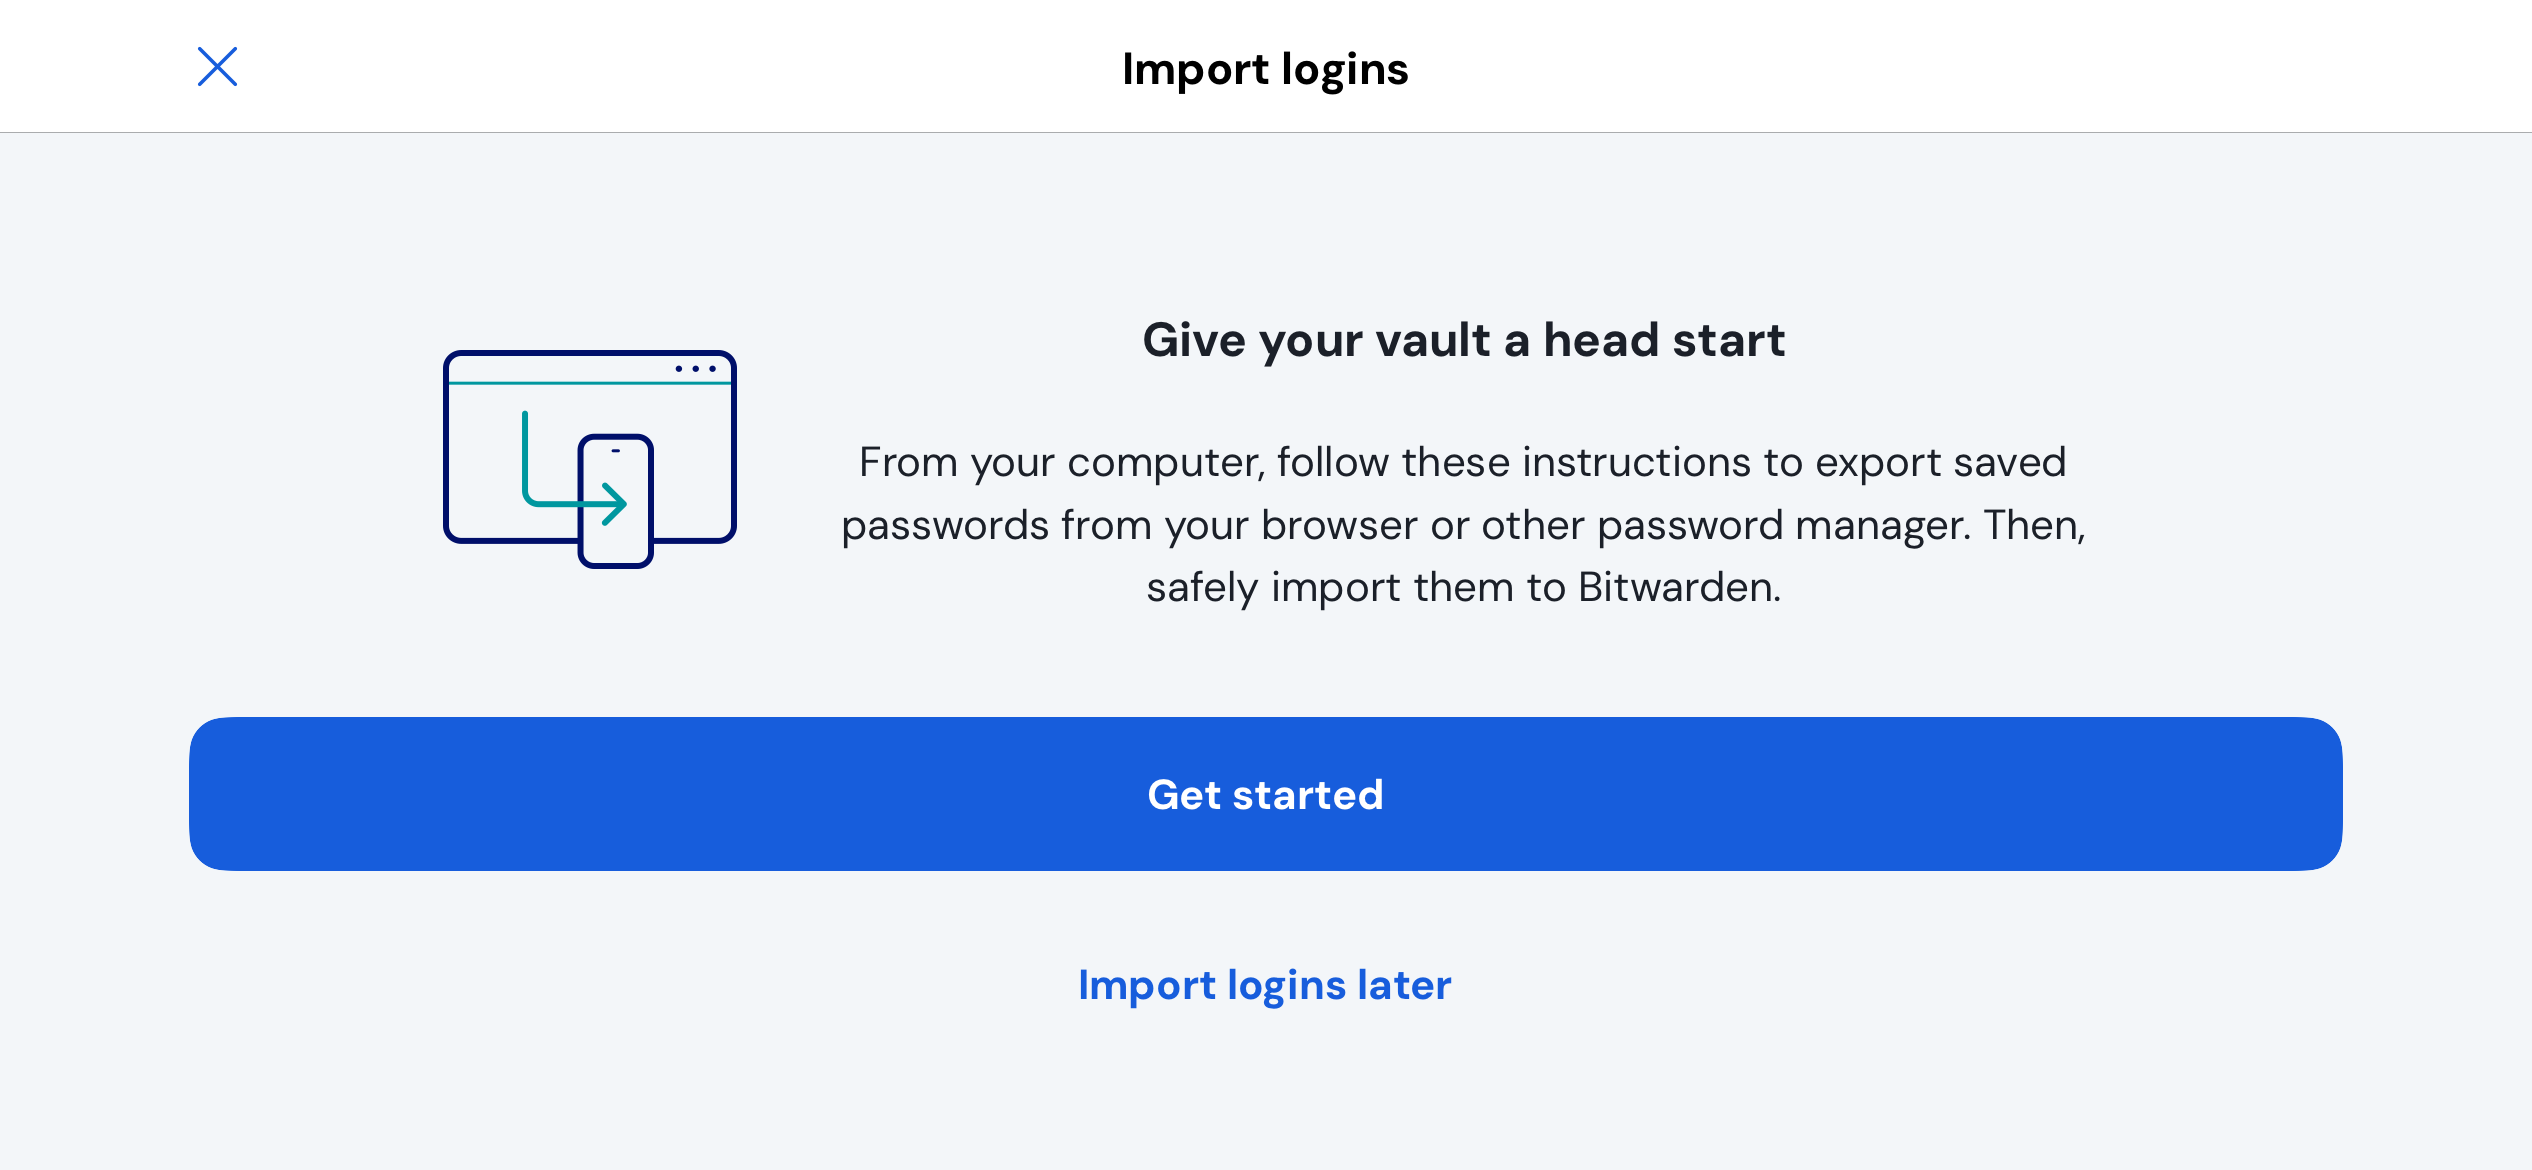 Import logins
Give your vault a head start
From your computer, follow these instructions to export saved
passwords from your browser or other password manager. Then,
safely import them to Bitwarden.
Get started
Import logins later